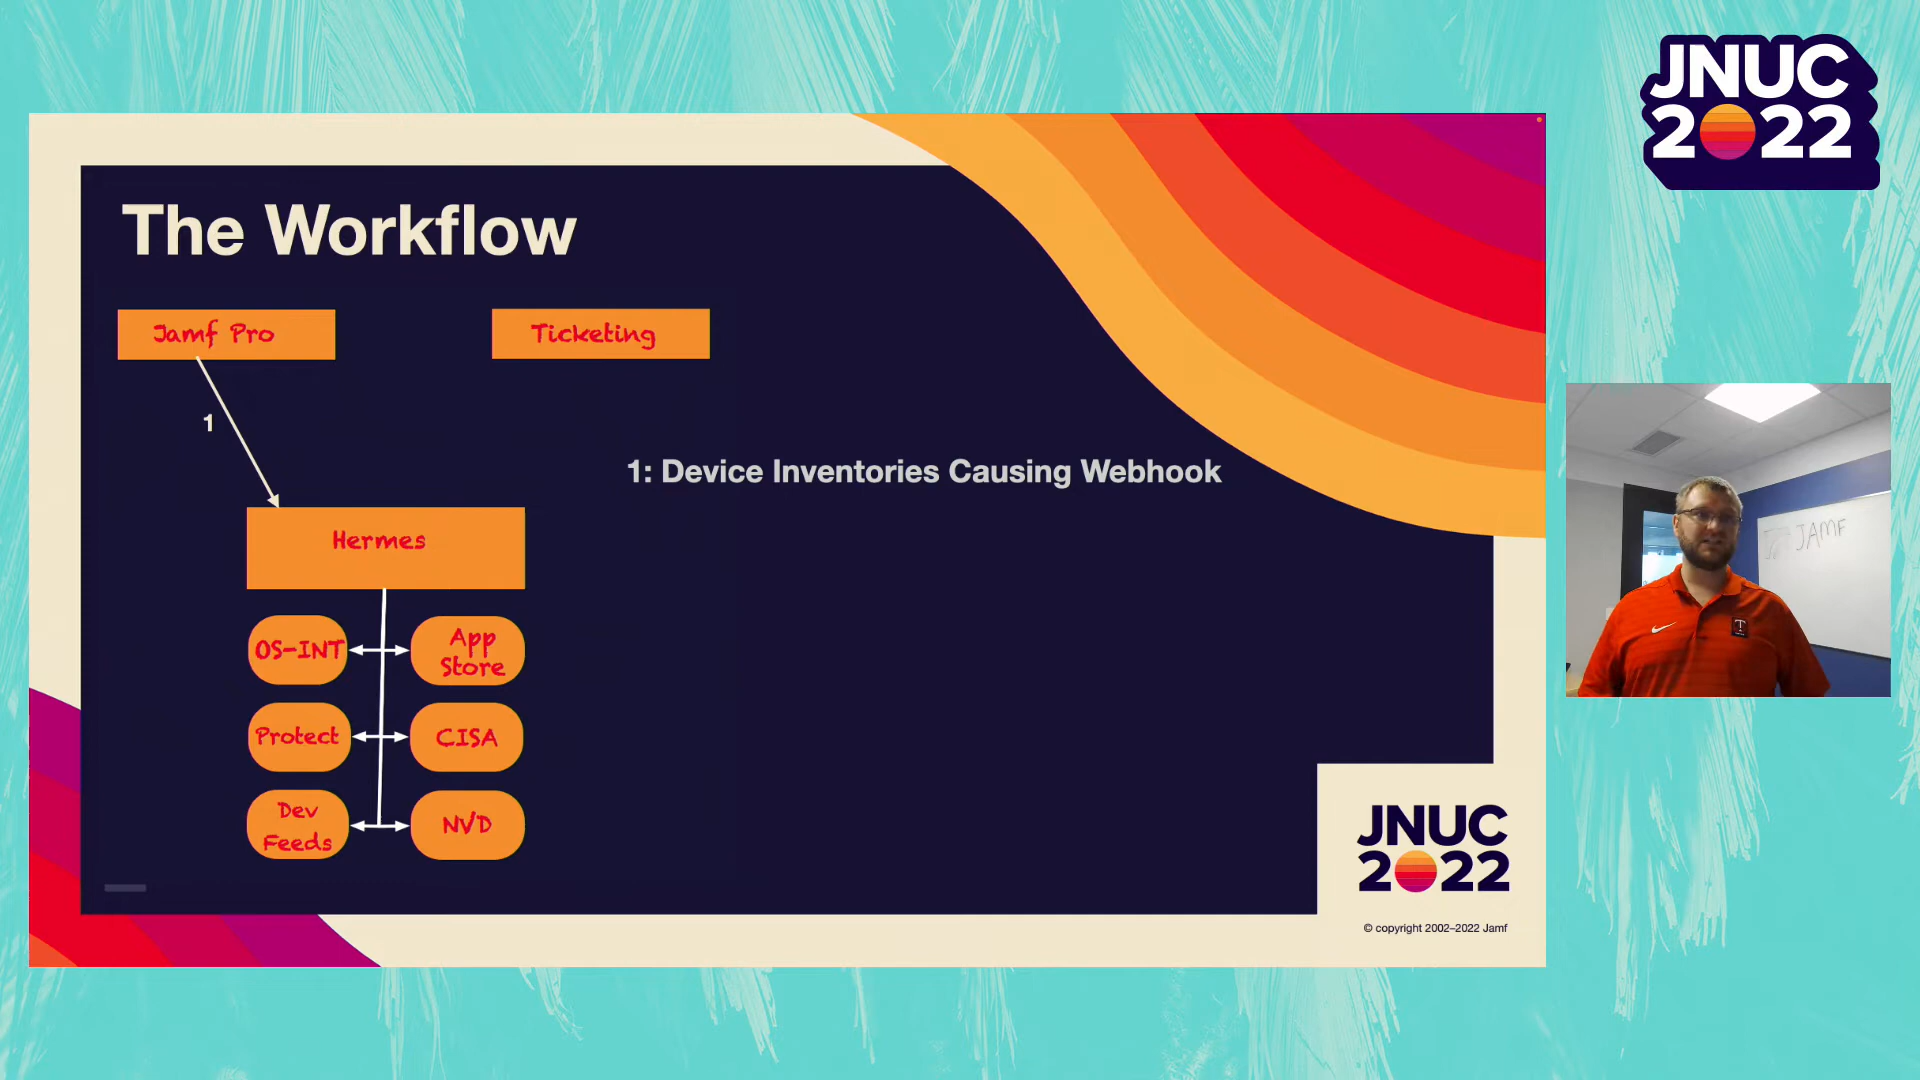 JNUC
2022
The Workflow
Jamf Pro
Ticketing
1
1: Device Inventories Causing Webhook
Hermes
OS-INT
App
Store
Protect
CISA
Dev
Feeds
NVD
JAMF
T
JNUC
2022
© copyright 2002–2022 Jamf